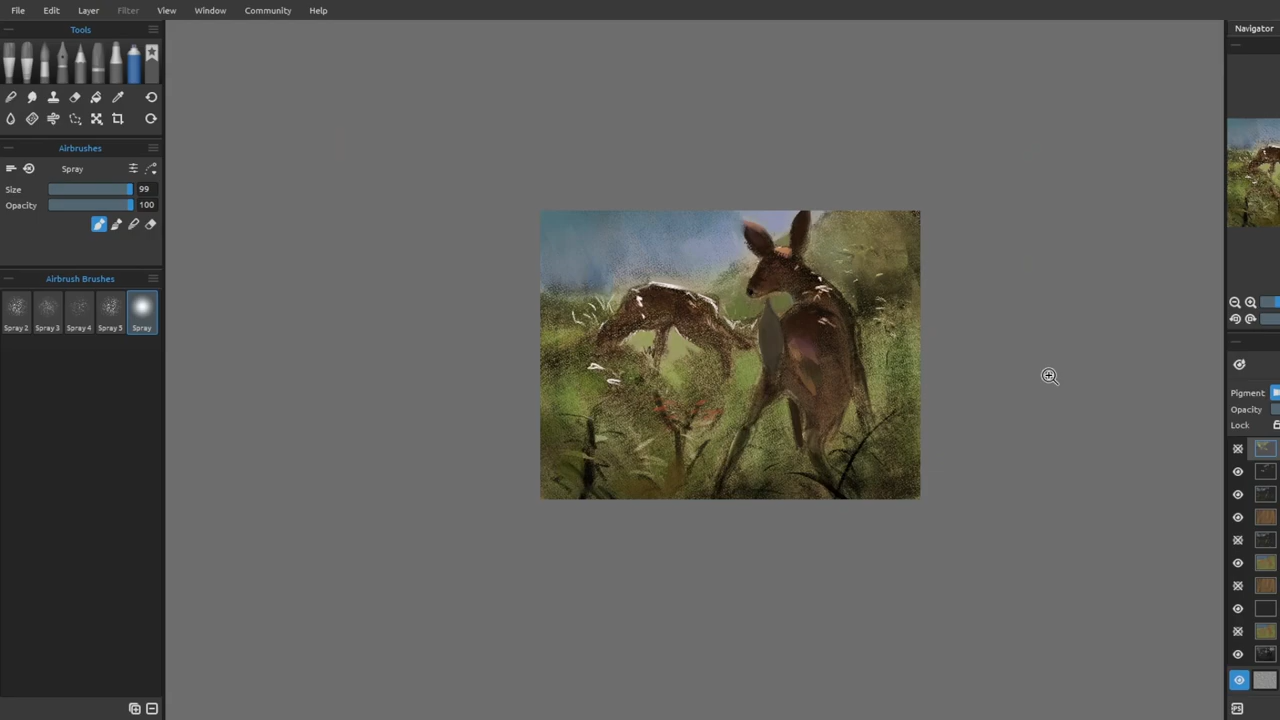 File Edit Layer Filter View Window Community Help
Tools
Navigator
Airbrushes
Spray
Size 99
Opacity 100
Airbrush Brushes
Spray 2 Spray 3 Spray 4 Spray 5 Spray
Pigment
Opacity
Lock
PS